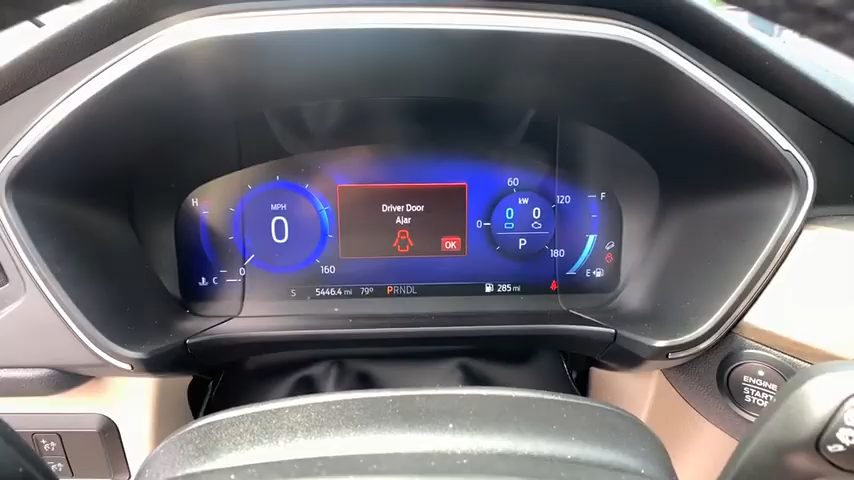 H
MPH
0
C
0
160
Driver Door
Ajar
OK
60
kW
0
0
0
120
P
180
F
E
S
5446.4 mi
79°
PRNDL
285 mi
ENGINE
START
STOP